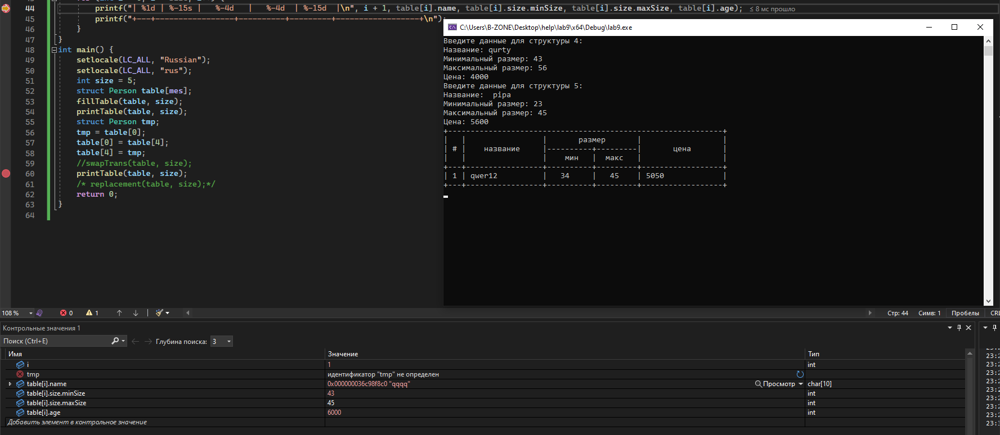 44 printf("| %1d | %-15s |   %-4d   |   %-4d  | %-15d  |\n", i + 1, table[i].name, table[i].size.minSize, table[i].size.maxSize, table[i].age); ≤ 8 мс прошло
45 printf("+---+-----------------+----------+---------+------------------+\n");
46 }
47 }
48 int main() {
49 setlocale(LC_ALL, "Russian");
50 setlocale(LC_ALL, "rus");
51 int size = 5;
52 struct Person table[mes];
53 fillTable(table, size);
54 printTable(table, size);
55 struct Person tmp;
56 tmp = table[0];
57 table[0] = table[4];
58 table[4] = tmp;
59 //swapTrans(table, size);
60 printTable(table, size);
61 /* replacement(table, size);*/
62 return 0;
63 }
64
C:\Users\B-ZONE\Desktop\help\lab9\x64\Debug\lab9.exe
Введите данные для структуры 4:
Название: qurty
Минимальный размер: 43
Максимальный размер: 56
Цена: 4000
Введите данные для структуры 5:
Название:  pipa
Минимальный размер: 23
Максимальный размер: 45
Цена: 5600
+-------------------------------------------------------------+
|   |                 |       размер       |                  |
| # |    название     |----------+---------|       цена       |
|   |                 |    мин   |  макс   |                  |
+---+-----------------+----------+---------+------------------+
| 1 | qwer12          |   34     |   45    | 5050             |
+---+-----------------+----------+---------+------------------+
108 % 0 1 Стр: 44 Симв: 1 Пробелы CRL
Контрольные значения 1
Поиск (Ctrl+E) Глубина поиска: 3
Имя Значение Тип
i 1 int
tmp идентификатор "tmp" не определен
table[i].name 0x000000036c98f8c0 "qqqq" Просмотр char[10]
table[i].size.minSize 43 int
table[i].size.maxSize 45 int
table[i].age 6000 int
Добавить элемент в контрольное значение